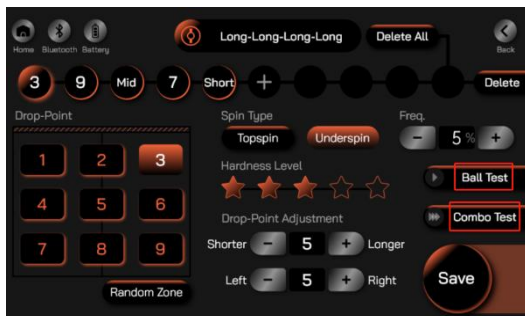 Long-Long-Long-Long
Delete All
Home
Bluetooth
Battery
Back
3
9
Mid
7
Short
+
Delete
Drop-Point
Spin Type
Freq.
Topspin
Underspin
- 5 % +
1 2 3
4 5 6
7 8 9
Random Zone
Hardness Level
Ball Test
Combo Test
Drop-Point Adjustment
Shorter - 5 + Longer
Left - 5 + Right
Save